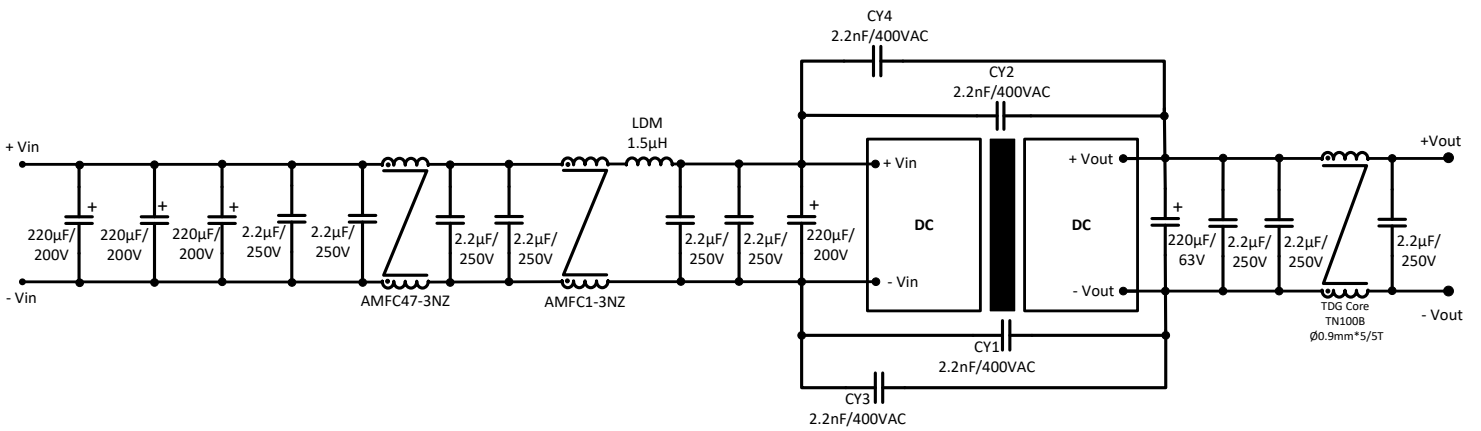 CY4
2.2nF/400VAC
CY2
2.2nF/400VAC
LDM
1.5µH
+ Vin
- Vin
220µF/
200V
+
220µF/
200V
+
220µF/
200V
+
2.2µF/
250V
2.2µF/
250V
AMFC47-3NZ
2.2µF/
250V
2.2µF/
250V
AMFC1-3NZ
2.2µF/
250V
2.2µF/
250V
220µF/
200V
+
+ Vin
DC
- Vin
+ Vout
DC
- Vout
220µF/
63V
+
2.2µF/
250V
2.2µF/
250V
TDG Core
TN100B
Ø0.9mm*5/5T
2.2µF/
250V
+Vout
- Vout
CY1
2.2nF/400VAC
CY3
2.2nF/400VAC